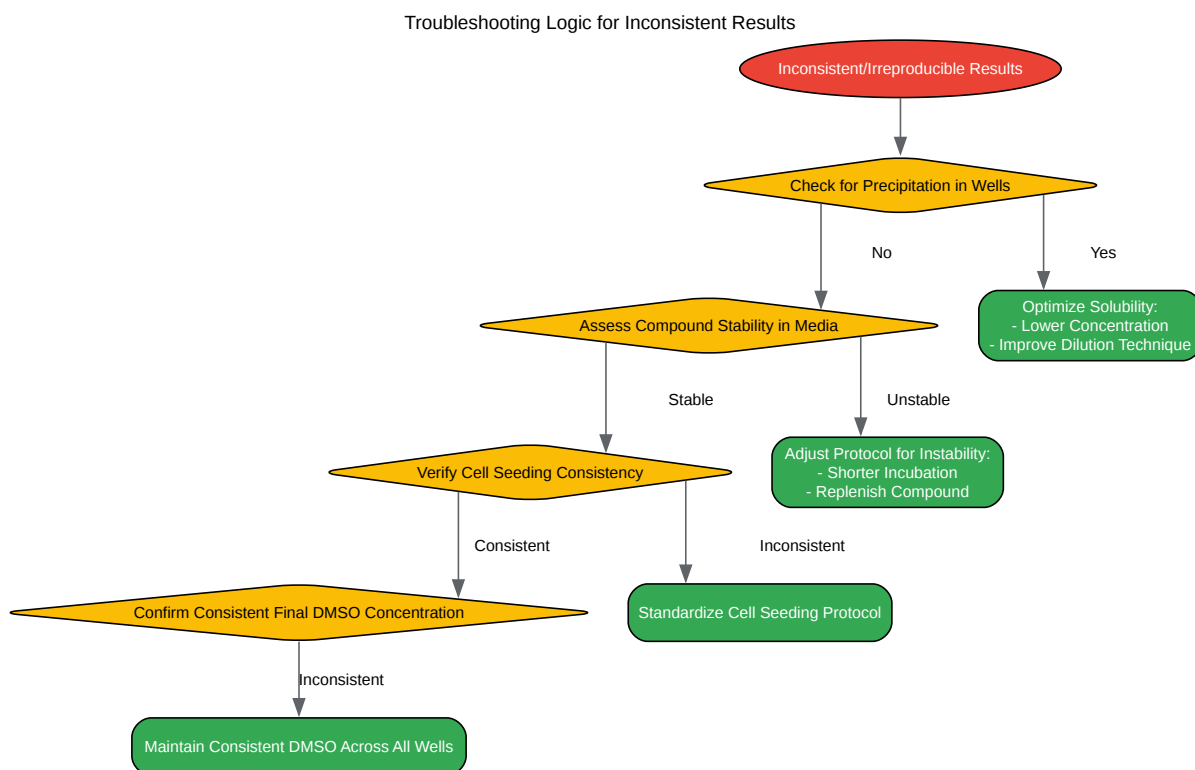 Troubleshooting Logic for Inconsistent Results
Inconsistent/Irreproducible Results
Check for Precipitation in Wells
No
Yes
Optimize Solubility:
- Lower Concentration
- Improve Dilution Technique
Assess Compound Stability in Media
Stable
Unstable
Adjust Protocol for Instability:
- Shorter Incubation
- Replenish Compound
Verify Cell Seeding Consistency
Consistent
Inconsistent
Standardize Cell Seeding Protocol
Confirm Consistent Final DMSO Concentration
Inconsistent
Maintain Consistent DMSO Across All Wells